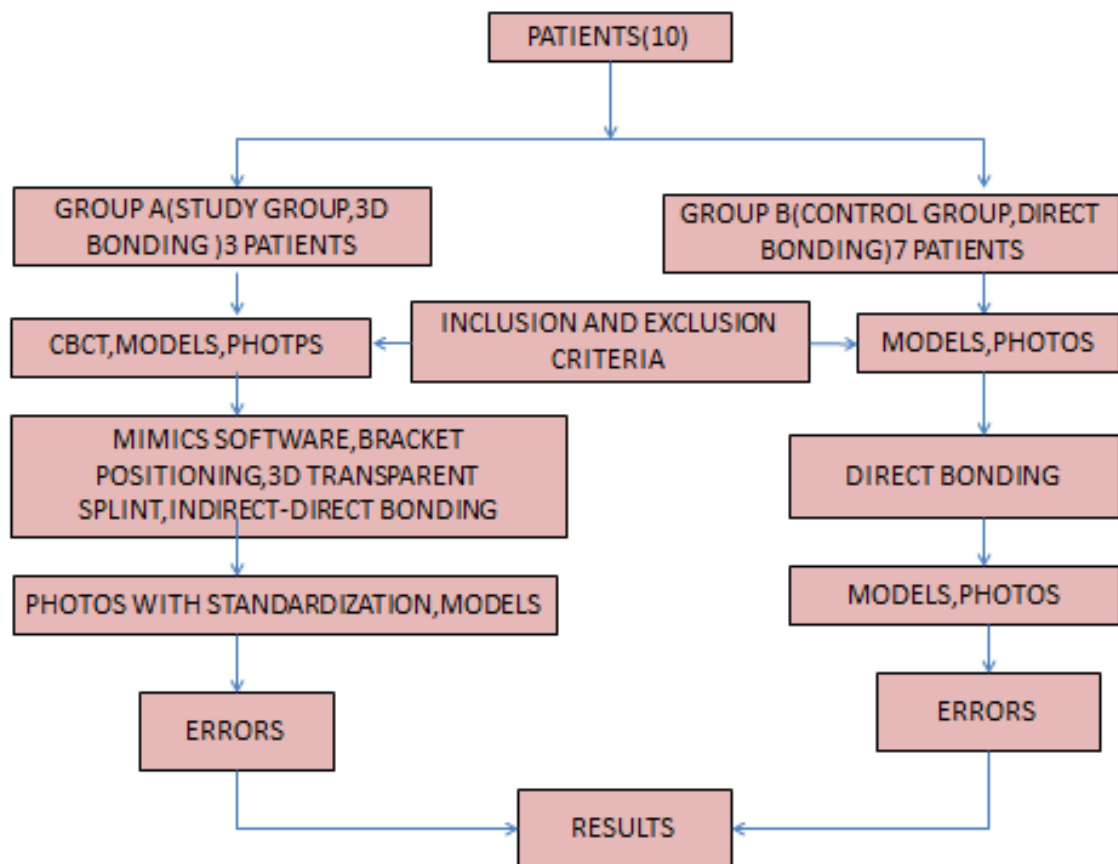 PATIENTS(10)
GROUP A(STUDY GROUP,3D
BONDING )3 PATIENTS
GROUP B(CONTROL GROUP,DIRECT
BONDING)7 PATIENTS
CBCT,MODELS,PHOTPS
INCLUSION AND EXCLUSION
CRITERIA
MODELS,PHOTOS
MIMICS SOFTWARE,BRACKET
POSITIONING,3D TRANSPARENT
SPLINT,INDIRECT-DIRECT BONDING
DIRECT BONDING
PHOTOS WITH STANDARDIZATION,MODELS
MODELS,PHOTOS
ERRORS
ERRORS
RESULTS